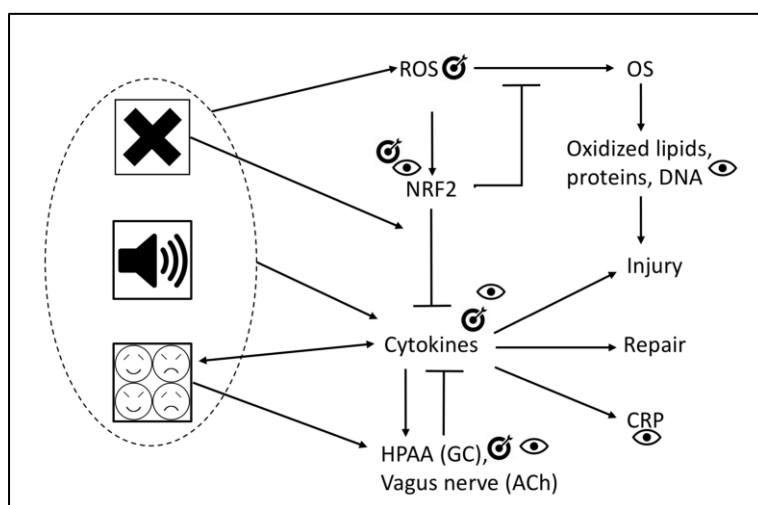 ROS
OS
Oxidized lipids,
proteins, DNA
NRF2
Injury
Cytokines
Repair
CRP
HPAA (GC),
Vagus nerve (ACh)